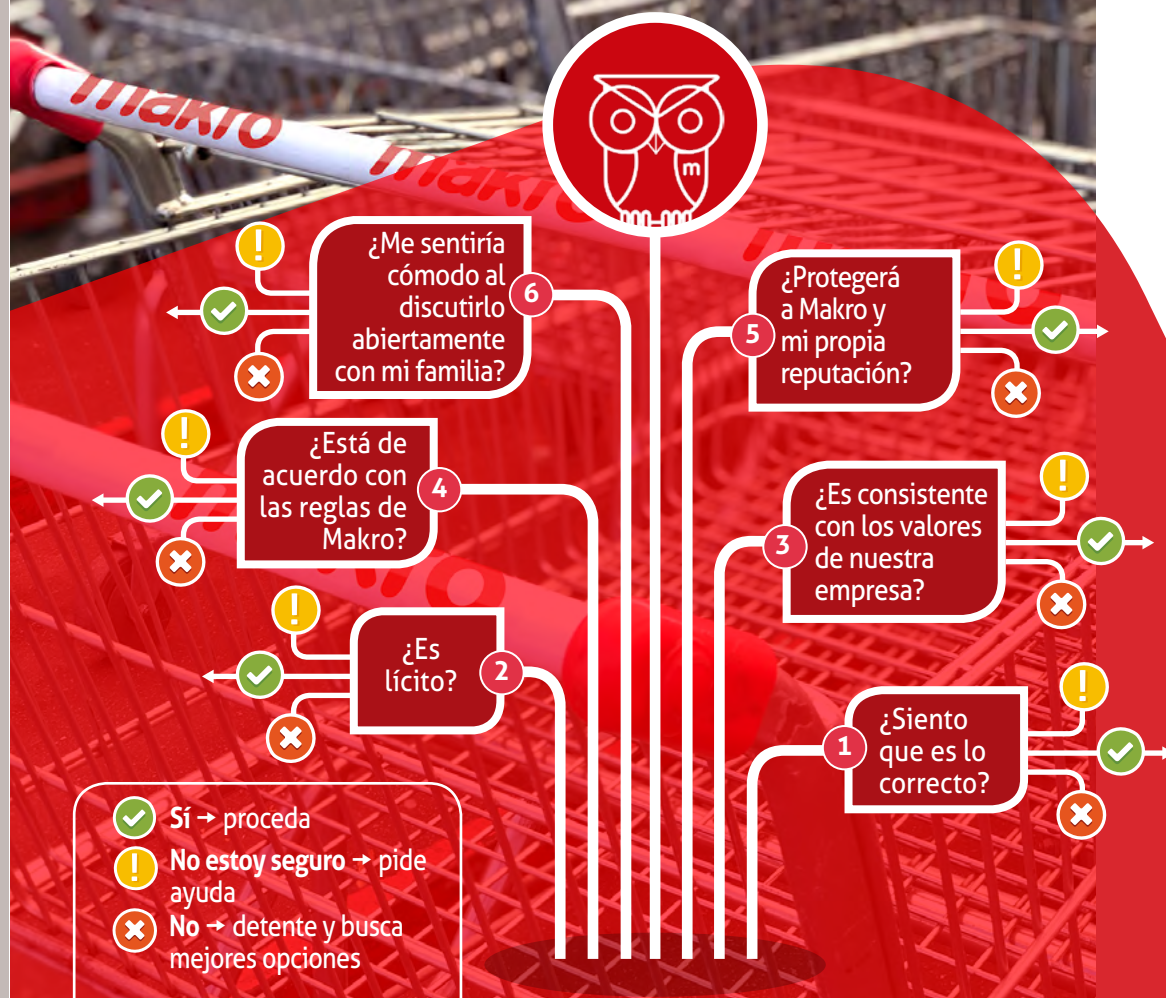 makro
makro
makro
m
¿Me sentiría
cómodo al
discutirlo
abiertamente
con mi familia?
6
5
¿Protegerá
a Makro y
mi propia
reputación?
¿Está de
acuerdo con
las reglas de
Makro?
4
3
¿Es consistente
con los valores
de nuestra
empresa?
¿Es
lícito?
2
1
¿Siento
que es lo
correcto?
Sí → proceda
No estoy seguro → pide
ayuda
No → detente y busca
mejores opciones